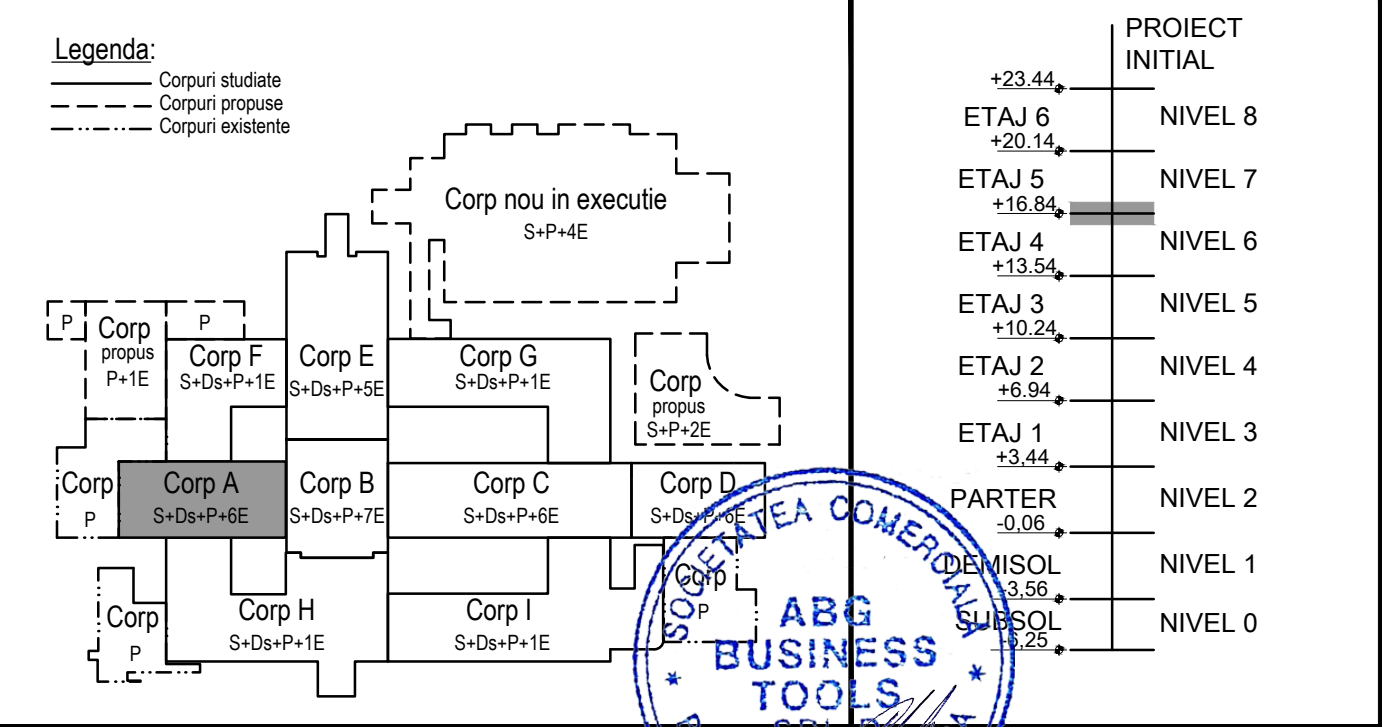 Legenda:
Corpuri studiate
Corpuri propuse
Corpuri existente
Corp nou in executie
S+P+4E
P
Corp
propus
P+1E
P
Corp F
S+Ds+P+1E
Corp E
S+Ds+P+5E
Corp G
S+Ds+P+1E
Corp
propus
S+P+2E
Corp
P
Corp A
S+Ds+P+6E
Corp B
S+Ds+P+7E
Corp C
S+Ds+P+6E
Corp D
S+Ds+P+6E
Corp
P
Corp H
S+Ds+P+1E
Corp I
S+Ds+P+1E
Corp
P
SOCIETATEA COMERCIALA
ABG
BUSINESS
TOOLS
PROIECT
INITIAL
+23.44
ETAJ 6
NIVEL 8
+20.14
ETAJ 5
NIVEL 7
+16.84
ETAJ 4
NIVEL 6
+13.54
ETAJ 3
NIVEL 5
+10.24
ETAJ 2
NIVEL 4
+6.94
ETAJ 1
NIVEL 3
+3,44
PARTER
NIVEL 2
-0,06
DEMISOL
NIVEL 1
-3,56
SUBSOL
NIVEL 0
-6,25